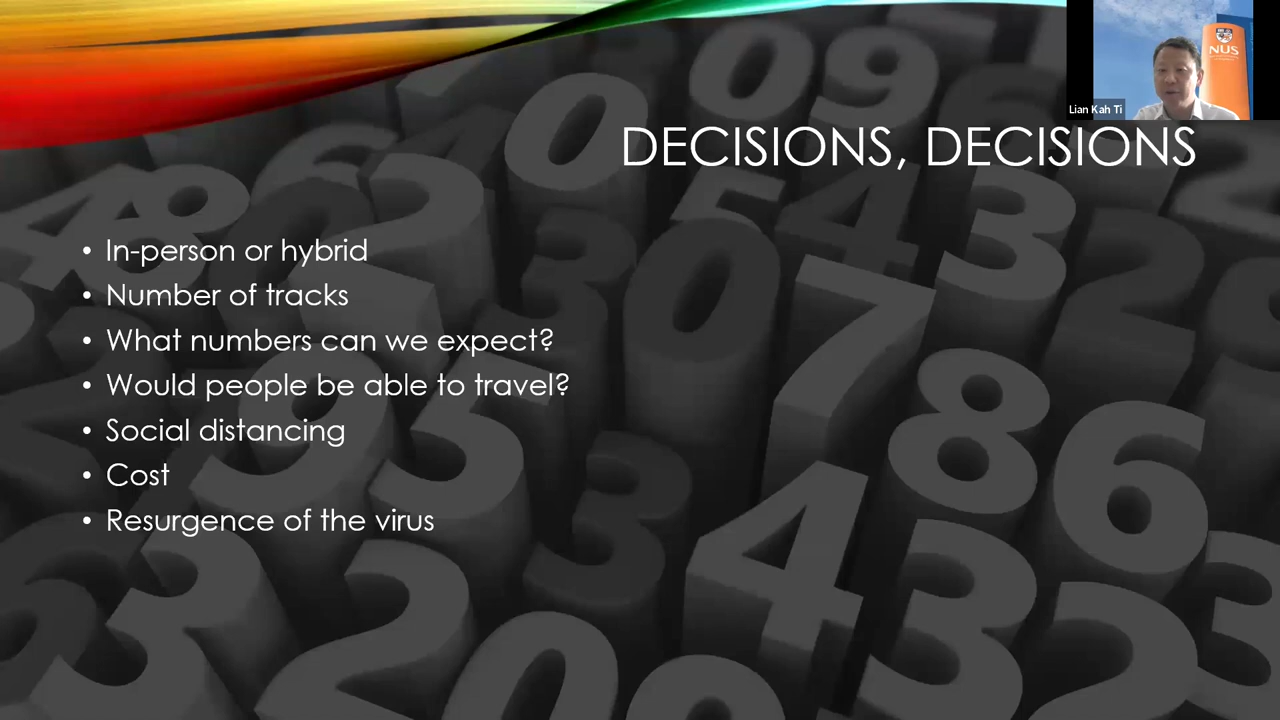 NUS
Lian Kah Ti
DECISIONS, DECISIONS
• In-person or hybrid
• Number of tracks
• What numbers can we expect?
• Would people be able to travel?
• Social distancing
• Cost
• Resurgence of the virus